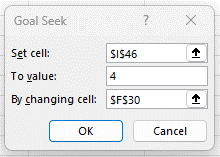 Goal Seek ? ×
Set cell: $I$46
To value: 4
By changing cell: $F$30
OK Cancel